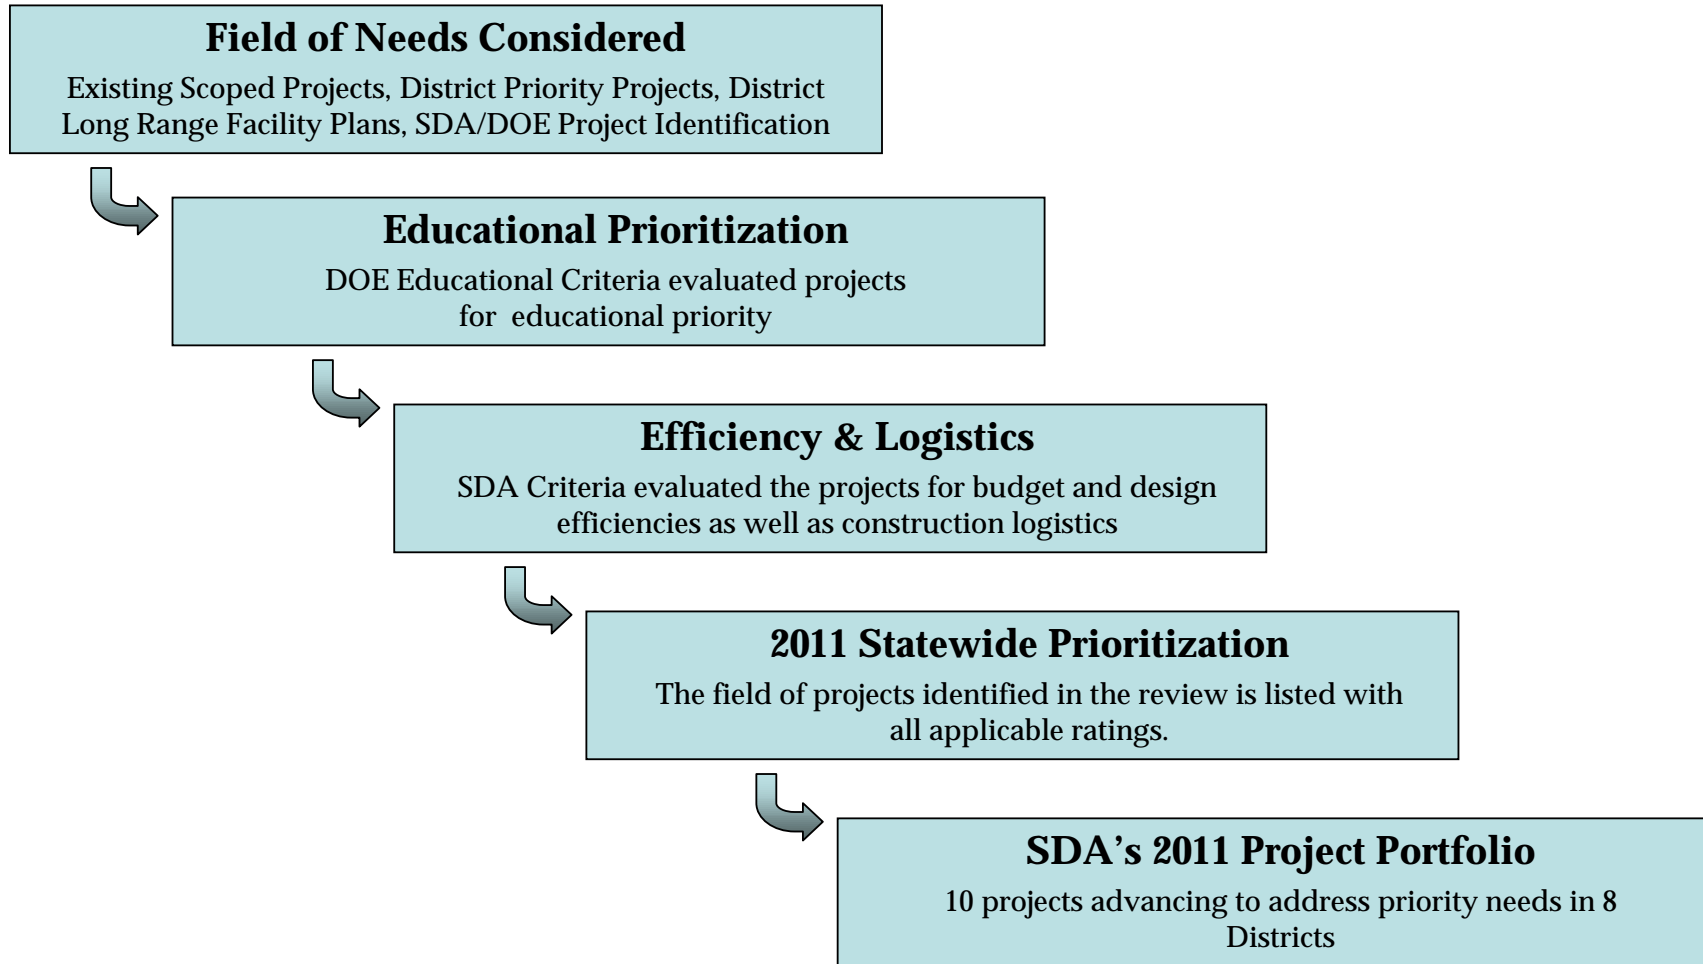 Field of Needs Considered
Existing Scoped Projects, District Priority Projects, District
Long Range Facility Plans, SDA/DOE Project Identification
Educational Prioritization
DOE Educational Criteria evaluated projects
for educational priority
Efficiency & Logistics
SDA Criteria evaluated the projects for budget and design
efficiencies as well as construction logistics
2011 Statewide Prioritization
The field of projects identified in the review is listed with
all applicable ratings.
SDA’s 2011 Project Portfolio
10 projects advancing to address priority needs in 8
Districts